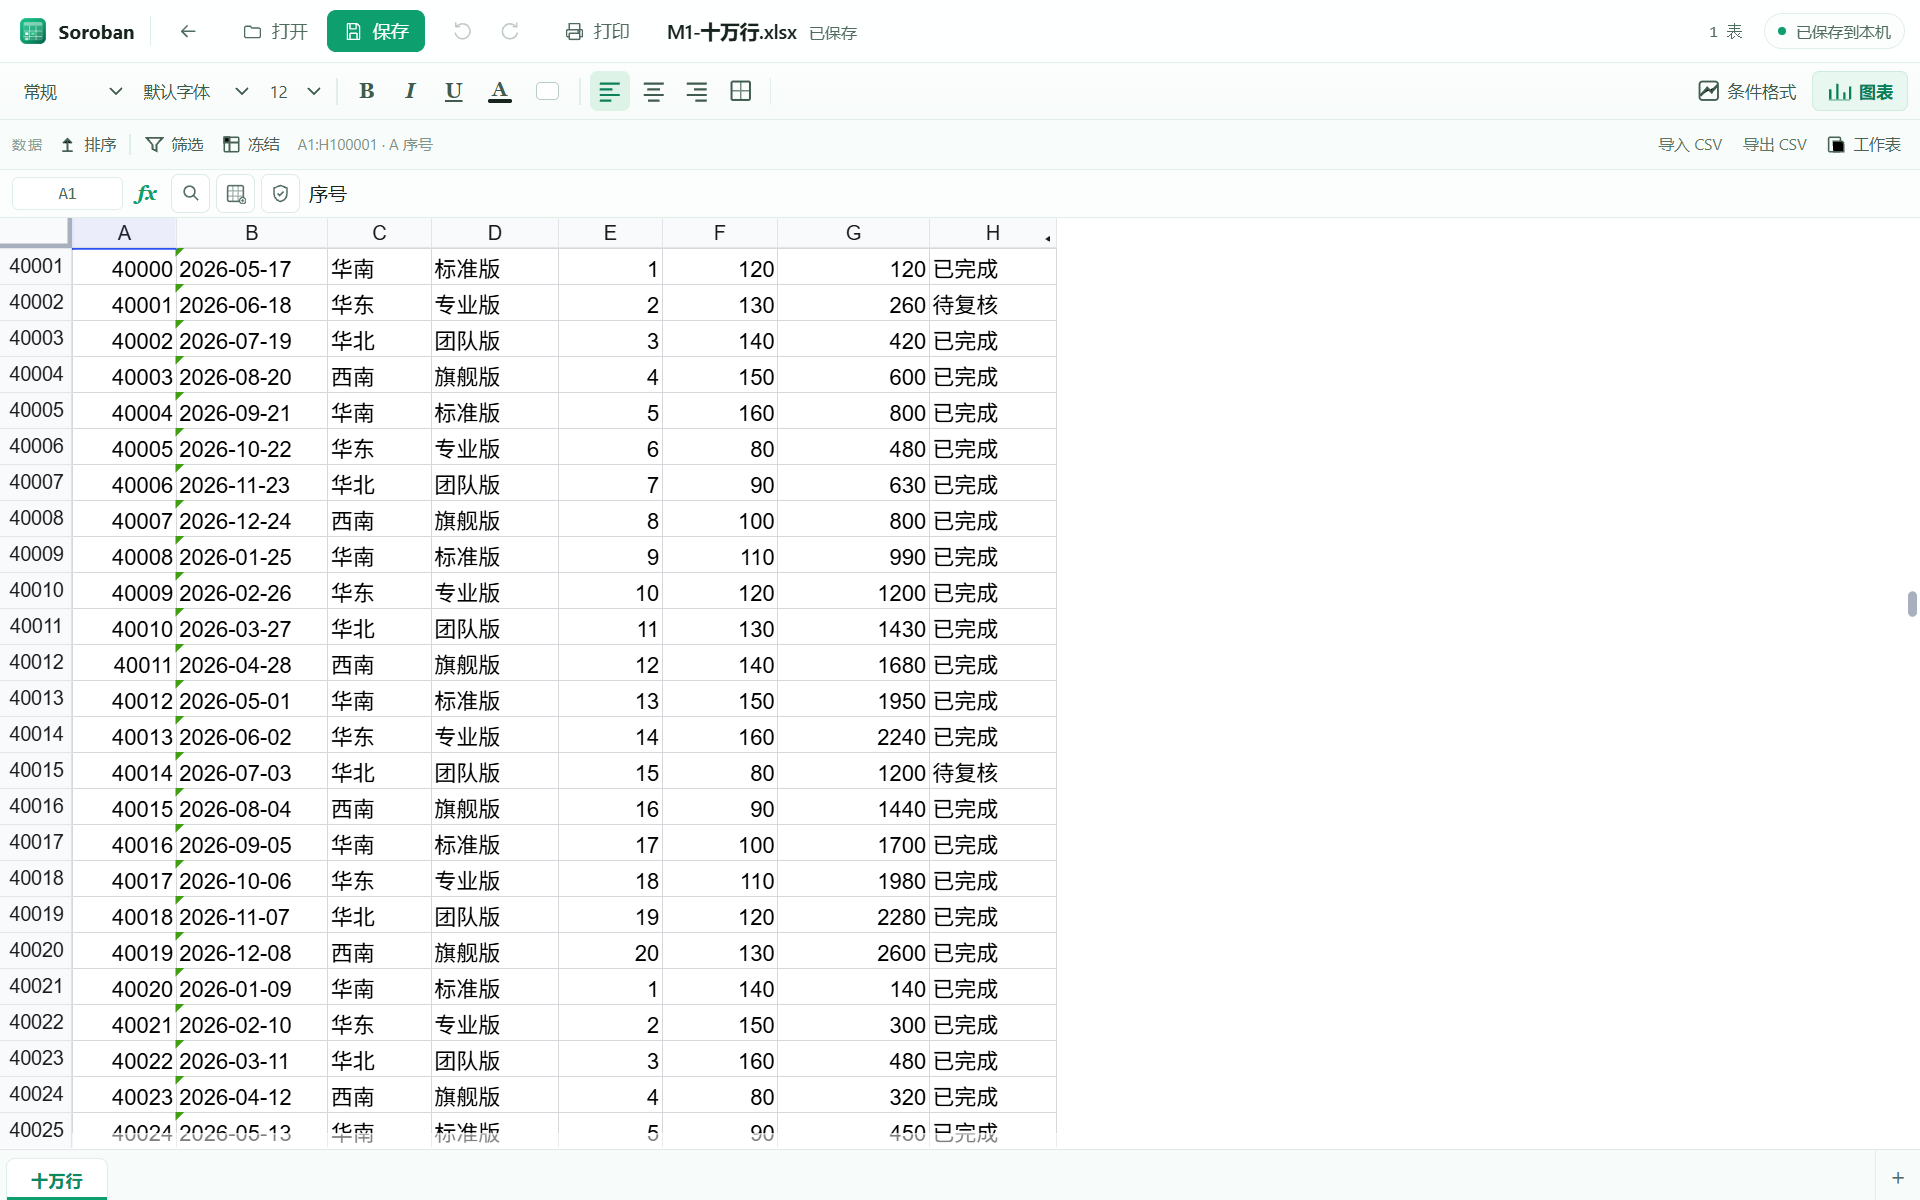 Soroban 打开 保存 打印 M1-十万行.xlsx 已保存 1 表 已保存到本机
常规 默认字体 12 B I U A 条件格式 图表
数据 排序 筛选 冻结 A1:H100001 · A 序号 导入 CSV 导出 CSV 工作表
A1 fx 序号
A B C D E F G H
40001 40000 2026-05-17 华南 标准版 1 120 120 已完成
40002 40001 2026-06-18 华东 专业版 2 130 260 待复核
40003 40002 2026-07-19 华北 团队版 3 140 420 已完成
40004 40003 2026-08-20 西南 旗舰版 4 150 600 已完成
40005 40004 2026-09-21 华南 标准版 5 160 800 已完成
40006 40005 2026-10-22 华东 专业版 6 80 480 已完成
40007 40006 2026-11-23 华北 团队版 7 90 630 已完成
40008 40007 2026-12-24 西南 旗舰版 8 100 800 已完成
40009 40008 2026-01-25 华南 标准版 9 110 990 已完成
40010 40009 2026-02-26 华东 专业版 10 120 1200 已完成
40011 40010 2026-03-27 华北 团队版 11 130 1430 已完成
40012 40011 2026-04-28 西南 旗舰版 12 140 1680 已完成
40013 40012 2026-05-01 华南 标准版 13 150 1950 已完成
40014 40013 2026-06-02 华东 专业版 14 160 2240 已完成
40015 40014 2026-07-03 华北 团队版 15 80 1200 待复核
40016 40015 2026-08-04 西南 旗舰版 16 90 1440 已完成
40017 40016 2026-09-05 华南 标准版 17 100 1700 已完成
40018 40017 2026-10-06 华东 专业版 18 110 1980 已完成
40019 40018 2026-11-07 华北 团队版 19 120 2280 已完成
40020 40019 2026-12-08 西南 旗舰版 20 130 2600 已完成
40021 40020 2026-01-09 华南 标准版 1 140 140 已完成
40022 40021 2026-02-10 华东 专业版 2 150 300 已完成
40023 40022 2026-03-11 华北 团队版 3 160 480 已完成
40024 40023 2026-04-12 西南 旗舰版 4 80 320 已完成
40025 40024 2026-05-13 华南 标准版 5 90 450 已完成
十万行